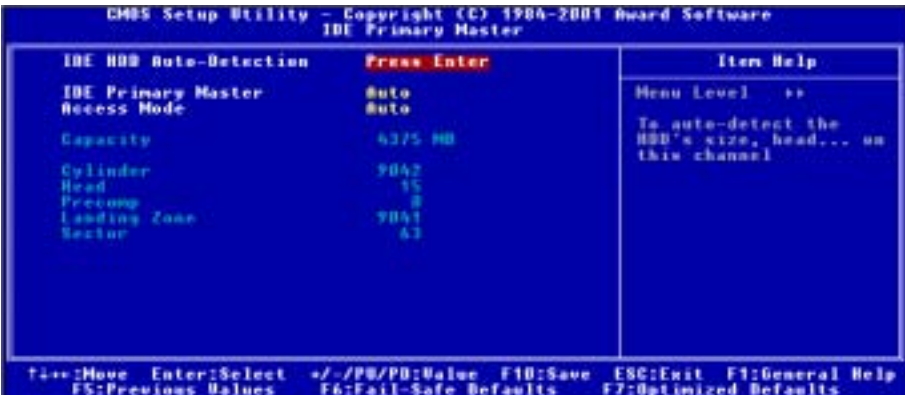 CMOS Setup Utility - Copyright (C) 1984-2001 Award Software
IDE Primary Master
IDE HDD Auto-Detection Press Enter
Item Help
IDE Primary Master Auto
Access Mode Auto
Menu Level ▸▸
Capacity 4375 MB
To auto-detect the
HDD's size, head... on
this channel
Cylinder 9042
Head 15
Precomp 0
Landing Zone 9041
Sector 63
↑↓→←:Move Enter:Select +/-/PU/PD:Value F10:Save ESC:Exit F1:General Help
F5:Previous Values F6:Fail-Safe Defaults F7:Optimized Defaults